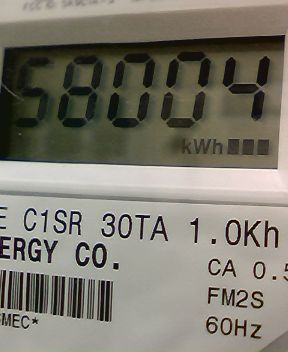 58004
kWh
E C1SR 30TA 1.0Kh
ERGY CO.
CA 0.5
FM2S
60Hz
MEC*